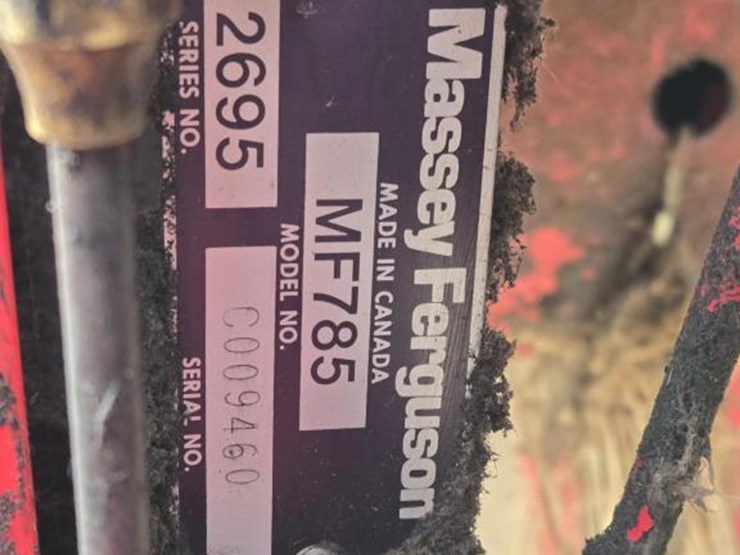 Massey Ferguson
MADE IN CANADA
MF785
MODEL NO.
2695
C009460
SERIES NO.
SERIAL NO.